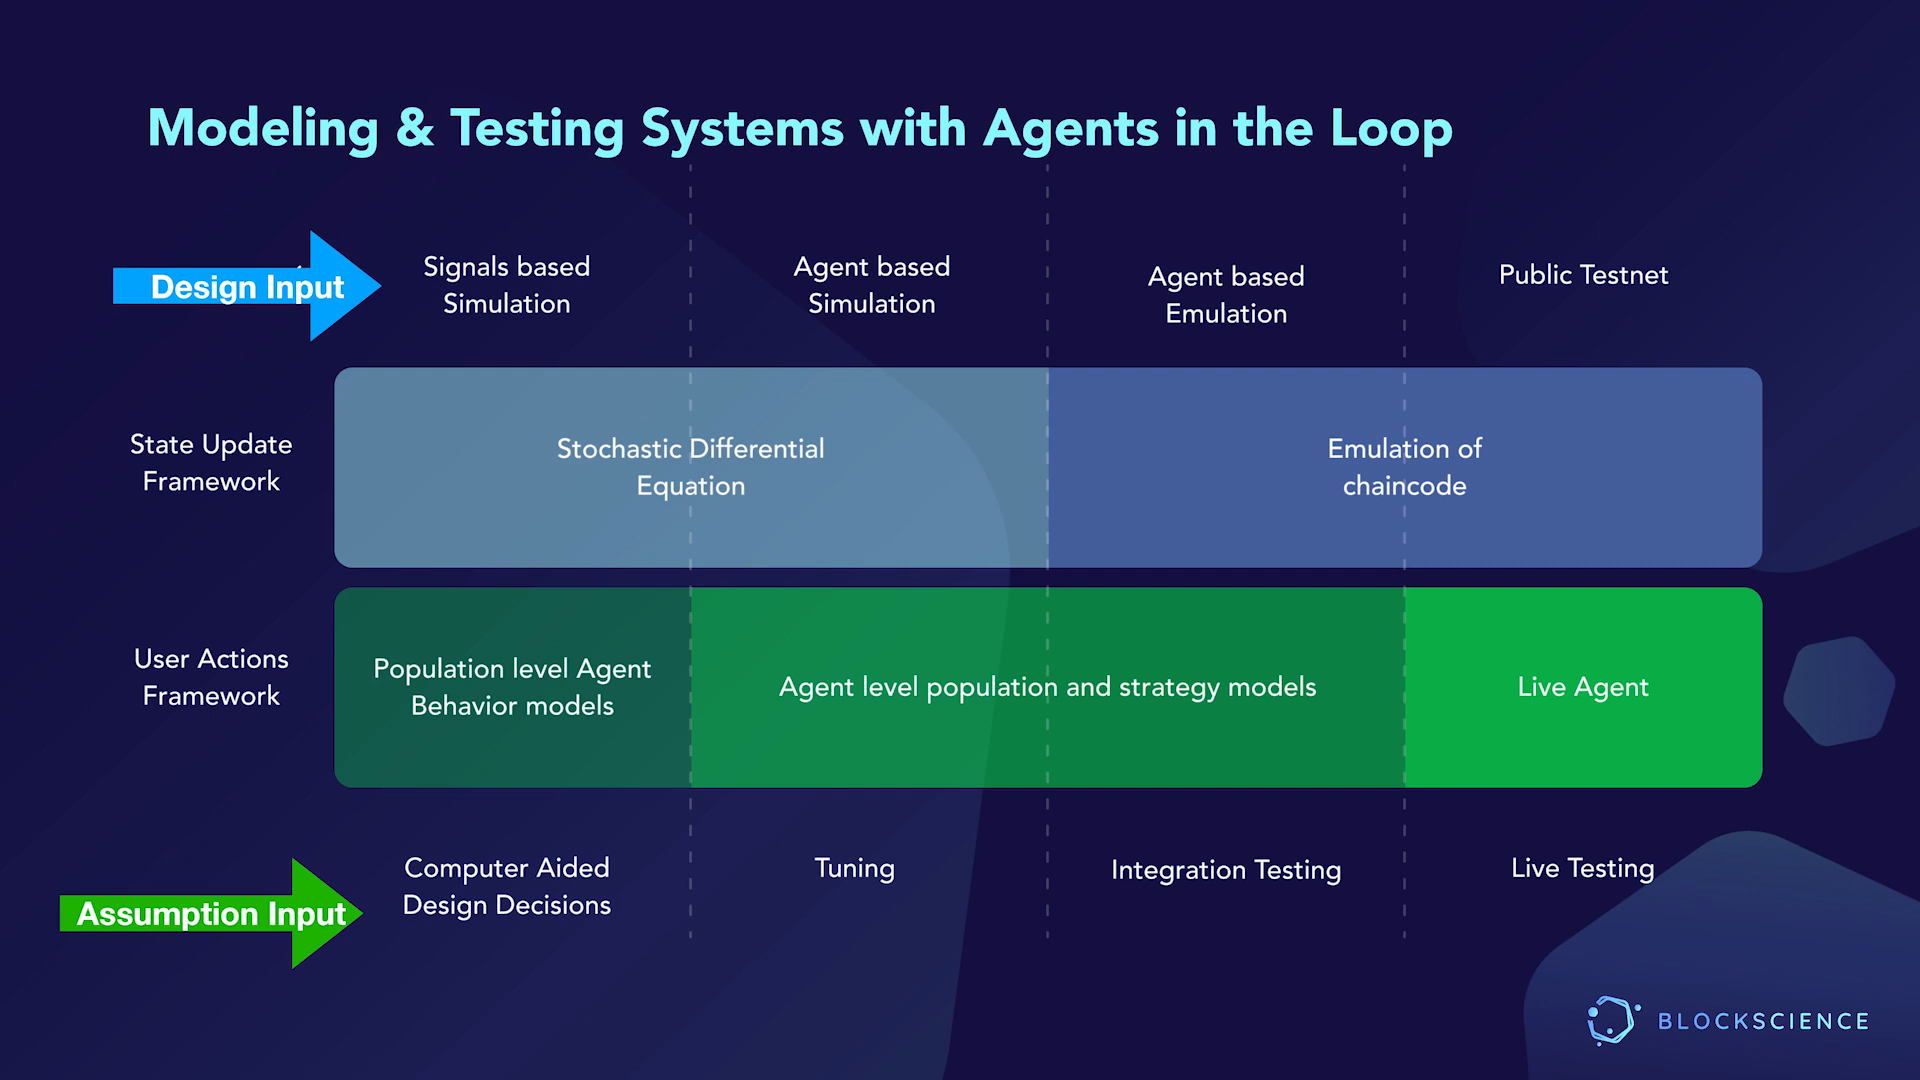 Modeling & Testing Systems with Agents in the Loop
Design Input
Signals based
Simulation
Agent based
Simulation
Agent based
Emulation
Public Testnet
State Update
Framework
Stochastic Differential
Equation
Emulation of
chaincode
User Actions
Framework
Population level Agent
Behavior models
Agent level population and strategy models
Live Agent
Assumption Input
Computer Aided
Design Decisions
Tuning
Integration Testing
Live Testing
BLOCKSCIENCE